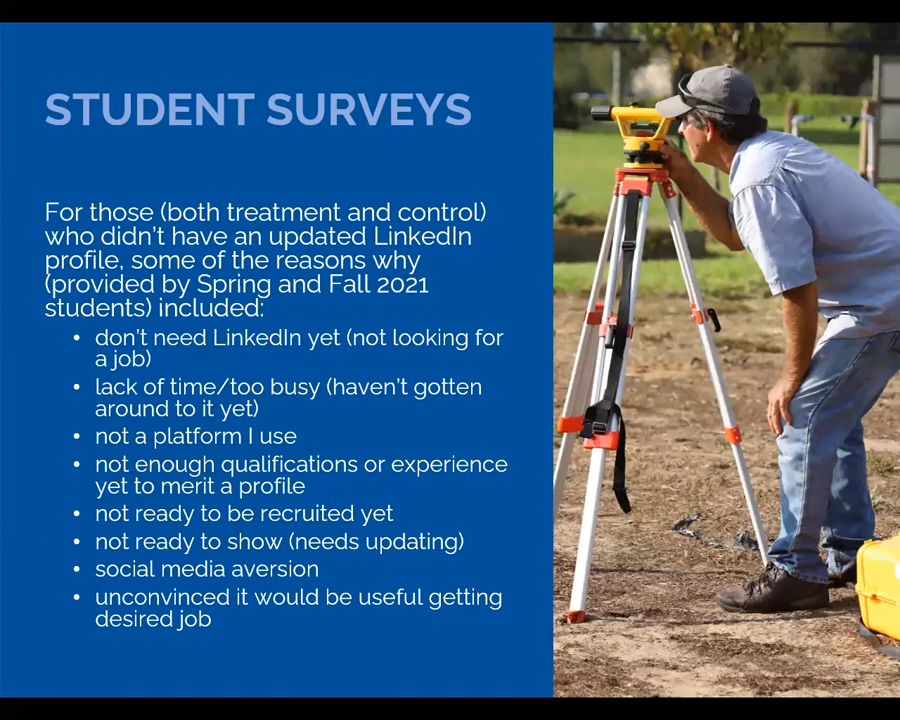 STUDENT SURVEYS
For those (both treatment and control)
who didn't have an updated LinkedIn
profile, some of the reasons why
(provided by Spring and Fall 2021
students) included:
• don't need LinkedIn yet (not looking for
a job)
• lack of time/too busy (haven't gotten
around to it yet)
• not a platform I use
• not enough qualifications or experience
yet to merit a profile
• not ready to be recruited yet
• not ready to show (needs updating)
• social media aversion
• unconvinced it would be useful getting
desired job